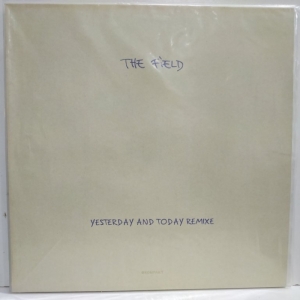 THE FIELD
YESTERDAY AND TODAY REMIXE